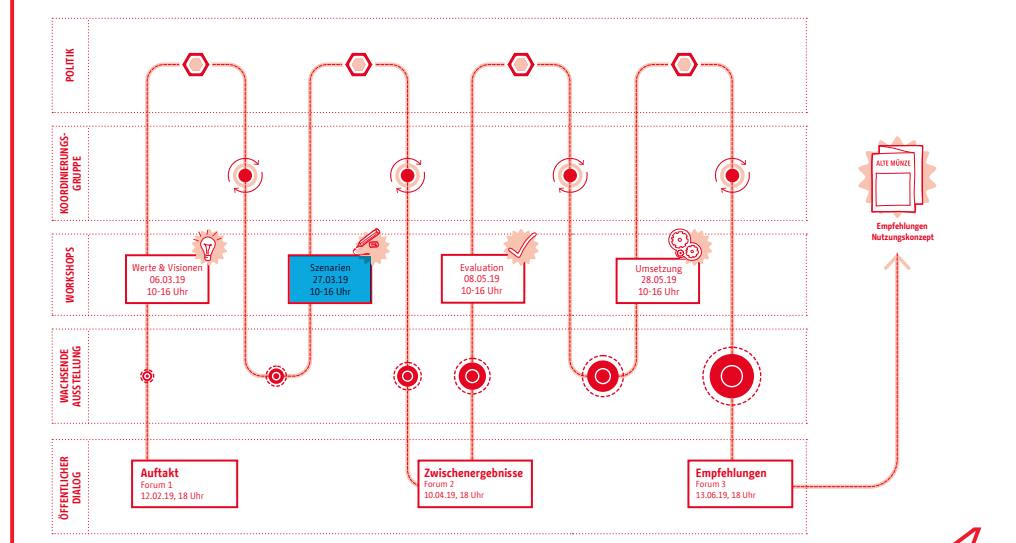 POLITIK
KOORDINIERUNGS-
GRUPPE
ALTE MÜNZE
Empfehlungen
Nutzungskonzept
WORKSHOPS
Werte & Visionen
06.03.19
10-16 Uhr
Szenarien
27.03.19
10-16 Uhr
Evaluation
08.05.19
10-16 Uhr
Umsetzung
28.05.19
10-16 Uhr
WACHSENDE
AUSSTELLUNG
ÖFFENTLICHER
DIALOG
Auftakt
Forum 1
12.02.19, 18 Uhr
Zwischenergebnisse
Forum 2
10.04.19, 18 Uhr
Empfehlungen
Forum 3
13.06.19, 18 Uhr